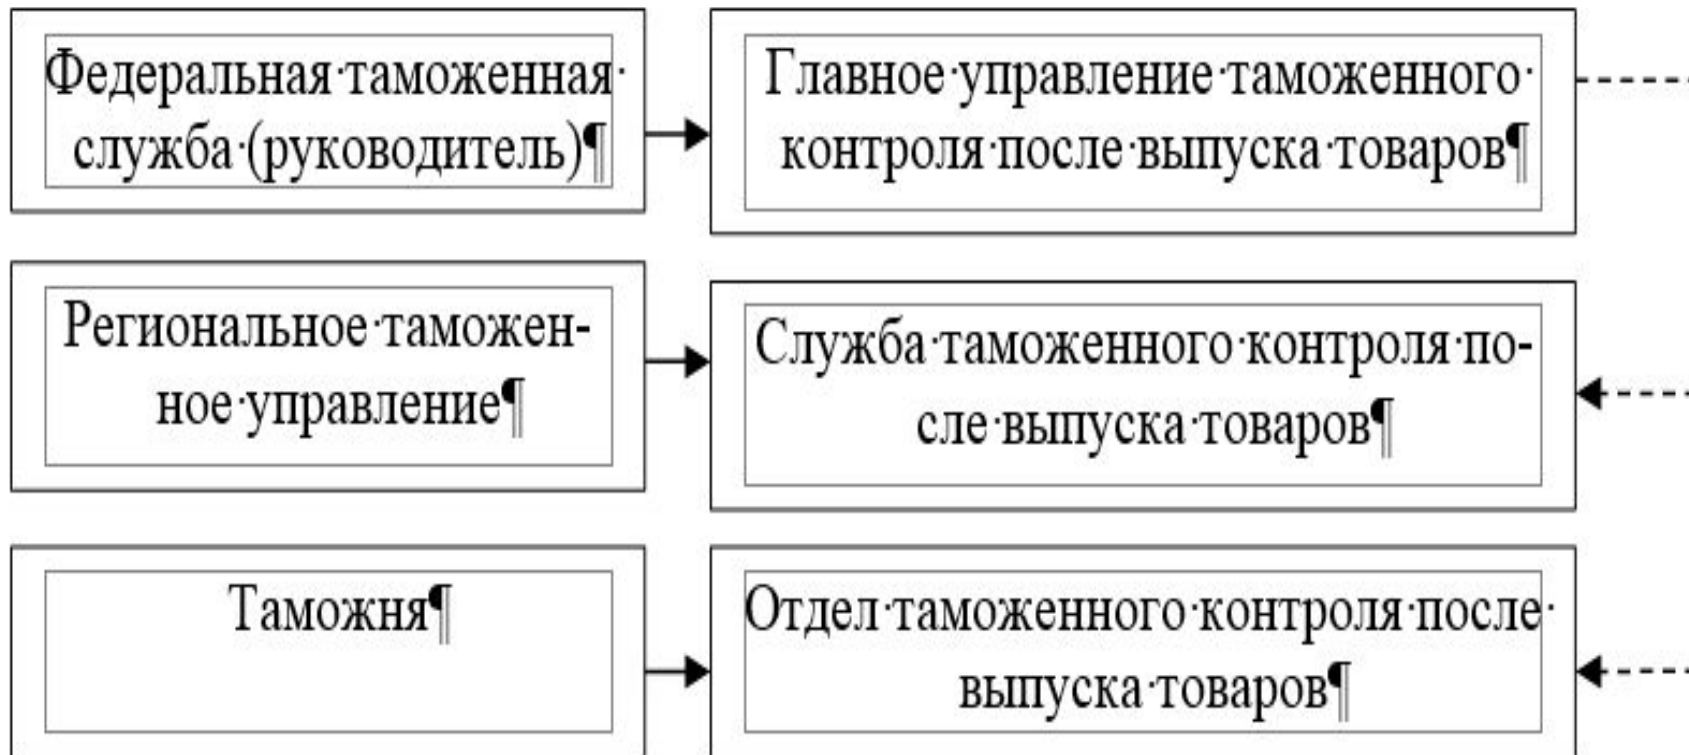 Федеральная·таможенная·
служба·(руководитель)¶
Главное·управление·таможенного·
контроля·после·выпуска·товаров¶
Региональное·таможен-
ное·управление¶
Служба·таможенного·контроля·по-
сле·выпуска·товаров¶
Таможня¶
Отдел·таможенного·контроля·после·
выпуска·товаров¶